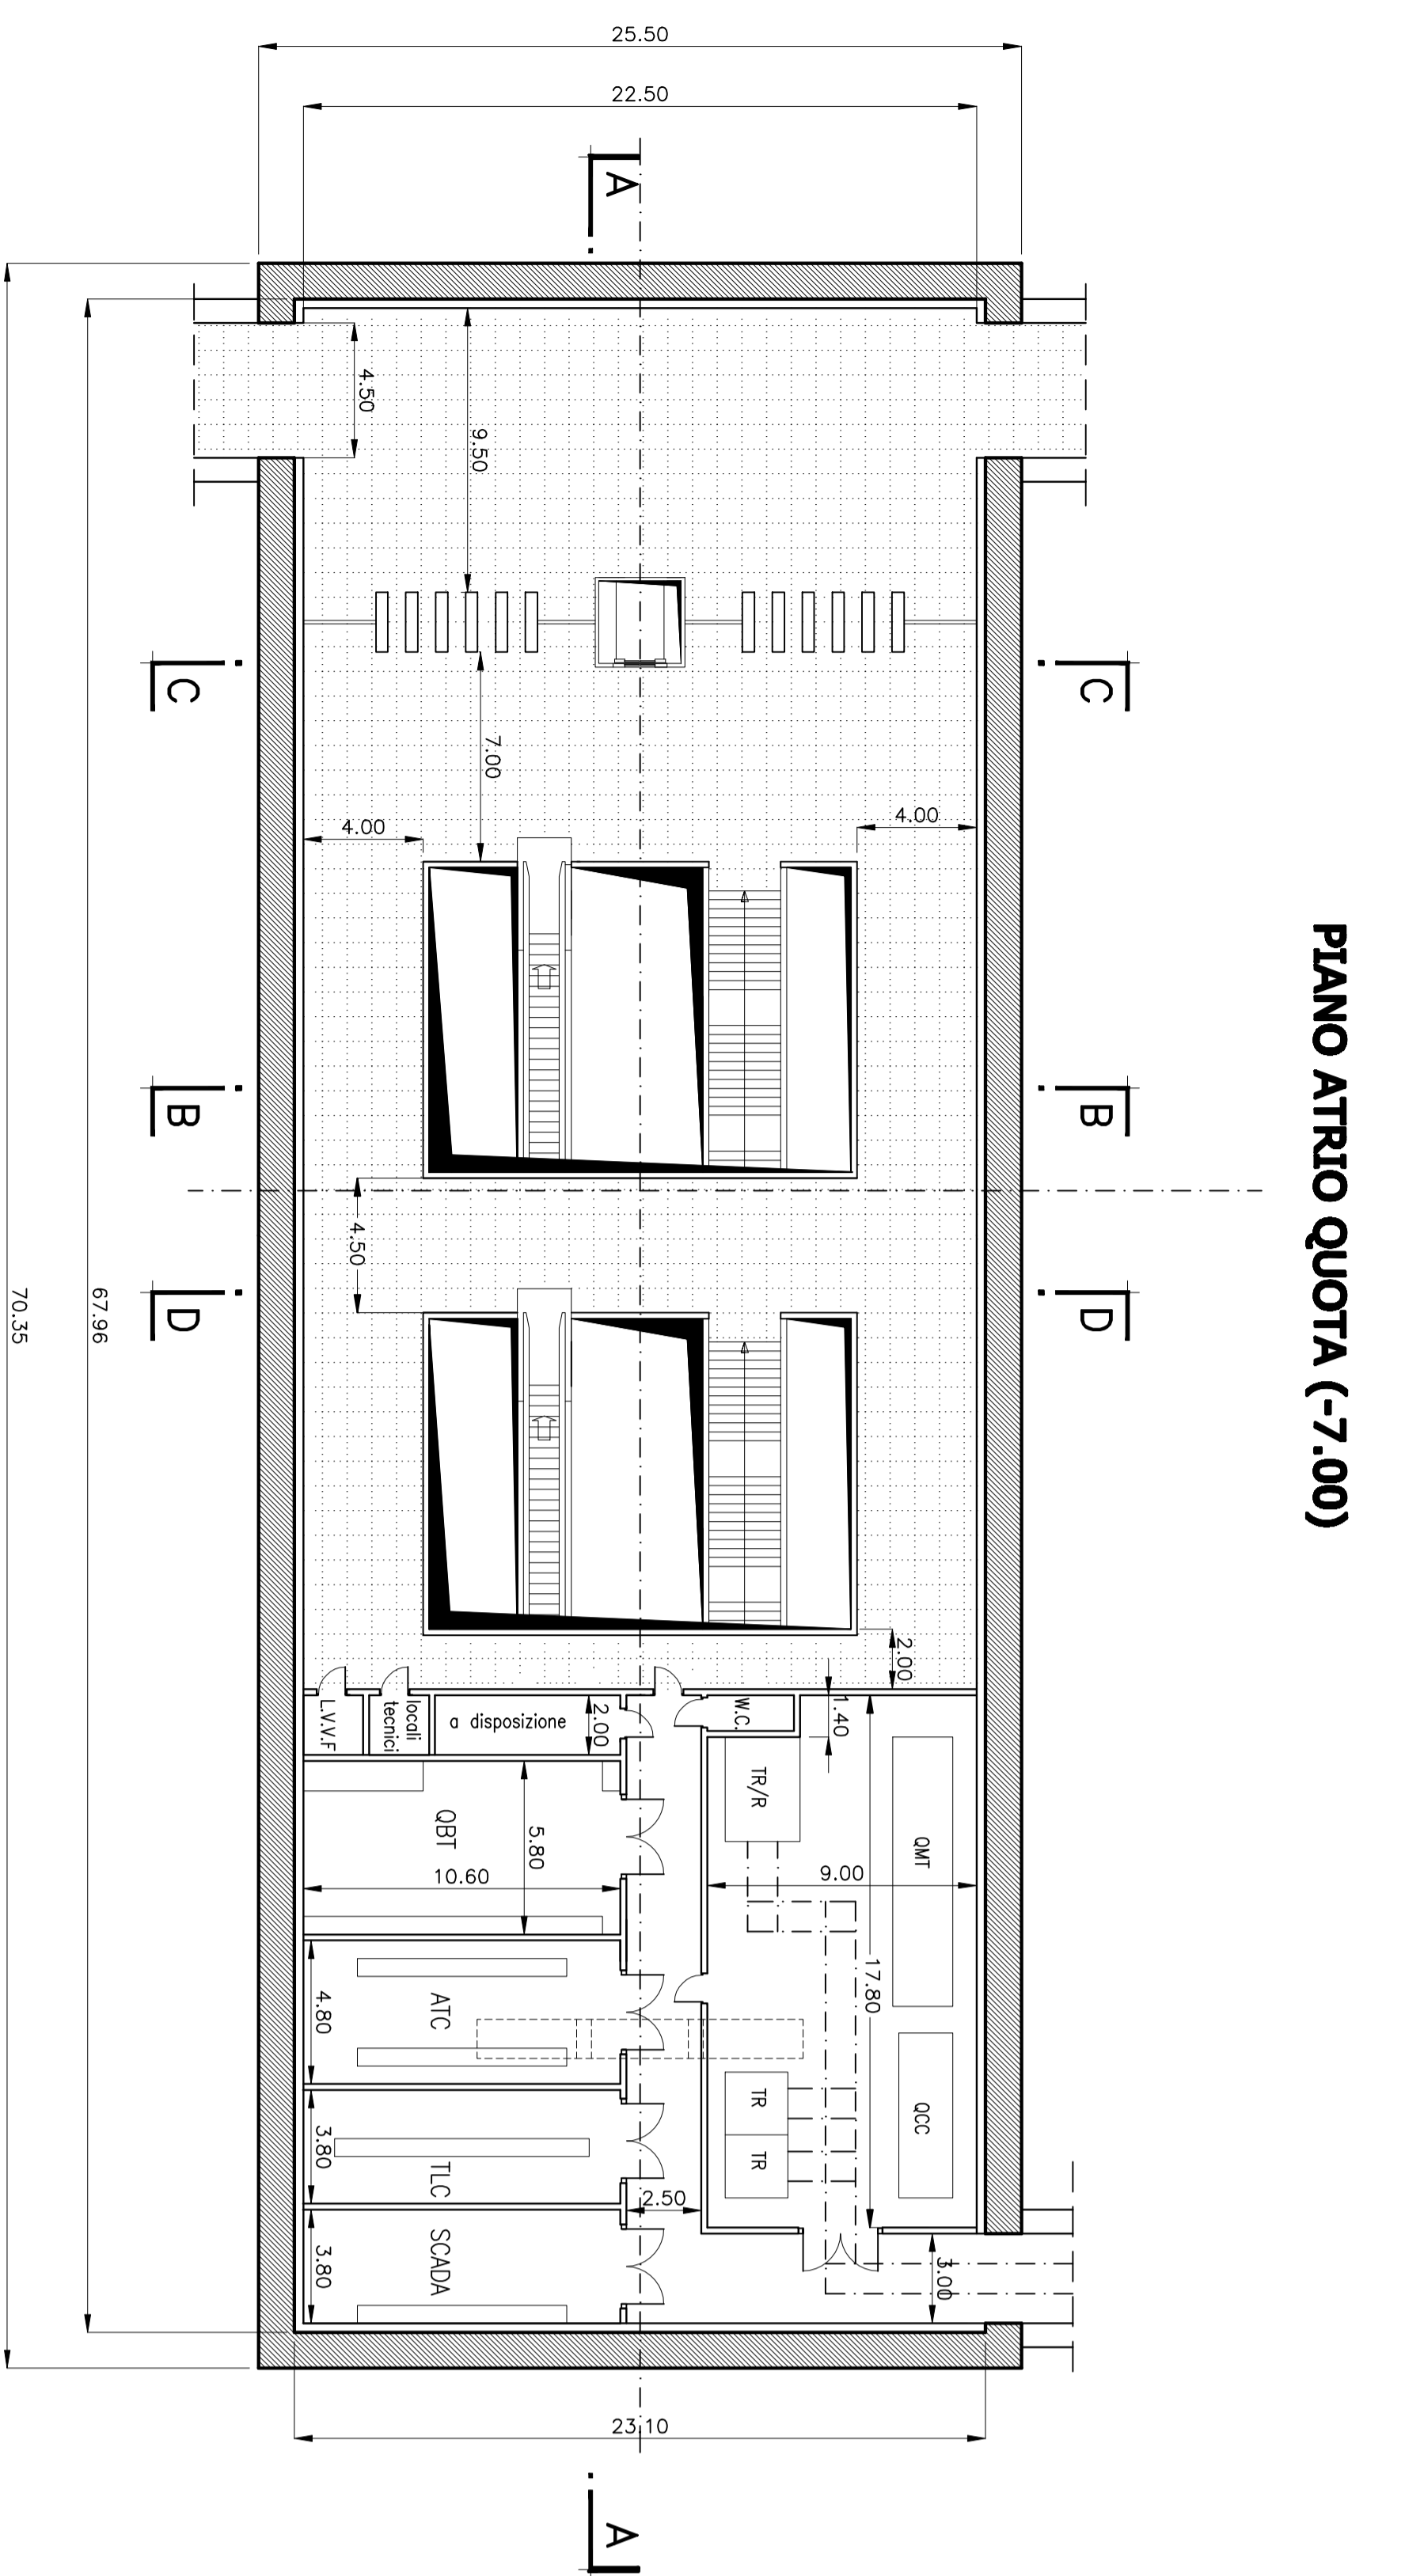 PIANO ATRIO QUOTA (-7.00)
25.50
22.50
A
4.50
9.50
C
C
7.00
4.00
4.00
B
B
4.50
D
D
67.96
70.35
2.00
1.40
W.C.
L.V.V.F
locali
tecnici
a disposizione
2.00
TR/R
QMT
QBT
5.80
10.60
9.00
17.80
ATC
4.80
TR
TR
QCC
TLC
3.80
2.50
SCADA
3.80
3.00
23.10
A